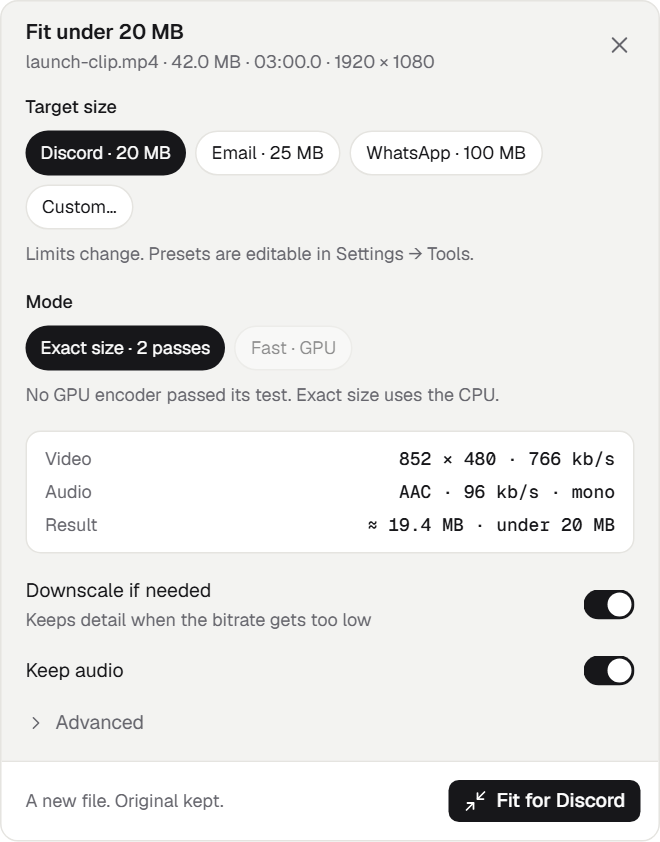 Fit under 20 MB
launch-clip.mp4 · 42.0 MB · 03:00.0 · 1920 × 1080
Target size
Discord · 20 MB
Email · 25 MB
WhatsApp · 100 MB
Custom...
Limits change. Presets are editable in Settings → Tools.
Mode
Exact size · 2 passes
Fast · GPU
No GPU encoder passed its test. Exact size uses the CPU.
Video 852 × 480 · 766 kb/s
Audio AAC · 96 kb/s · mono
Result ≈ 19.4 MB · under 20 MB
Downscale if needed
Keeps detail when the bitrate gets too low
Keep audio
Advanced
A new file. Original kept.
Fit for Discord